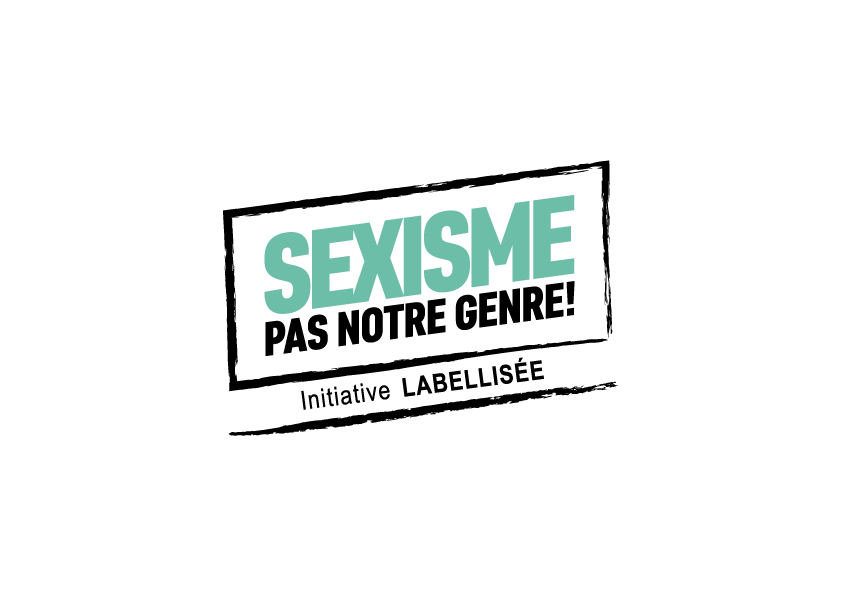 SEXISME
PAS NOTRE GENRE!
Initiative LABELLISÉE